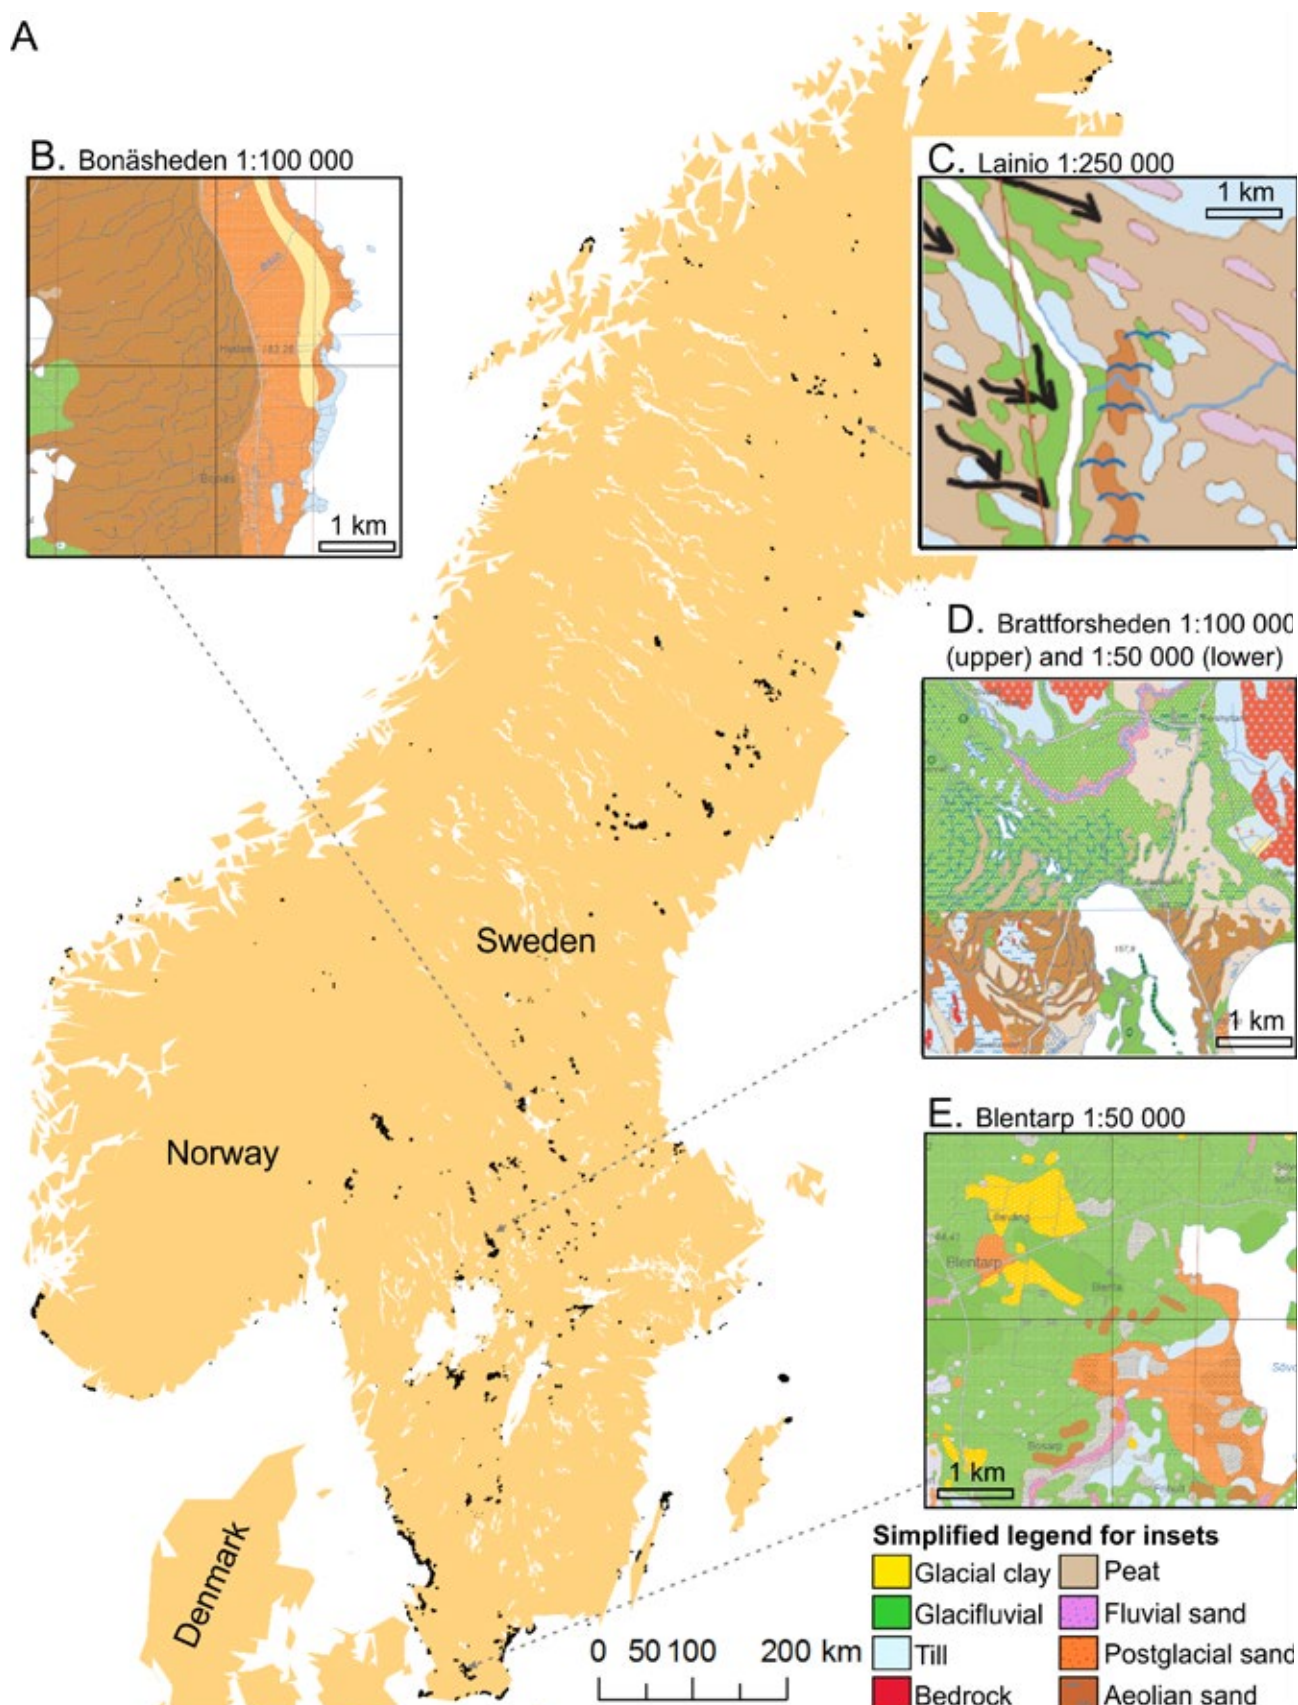 A
B. Bonäsheden 1:100 000
1 km
C. Lainio 1:250 000
1 km
D. Brattforsheden 1:100 000
(upper) and 1:50 000 (lower)
157,9
1 km
E. Blentarp 1:50 000
Blentarp
1 km
Sweden
Norway
Denmark
0 50 100 200 km
Simplified legend for insets
Glacial clay
Peat
Glacifluvial
Fluvial sand
Till
Postglacial sand
Bedrock
Aeolian sand